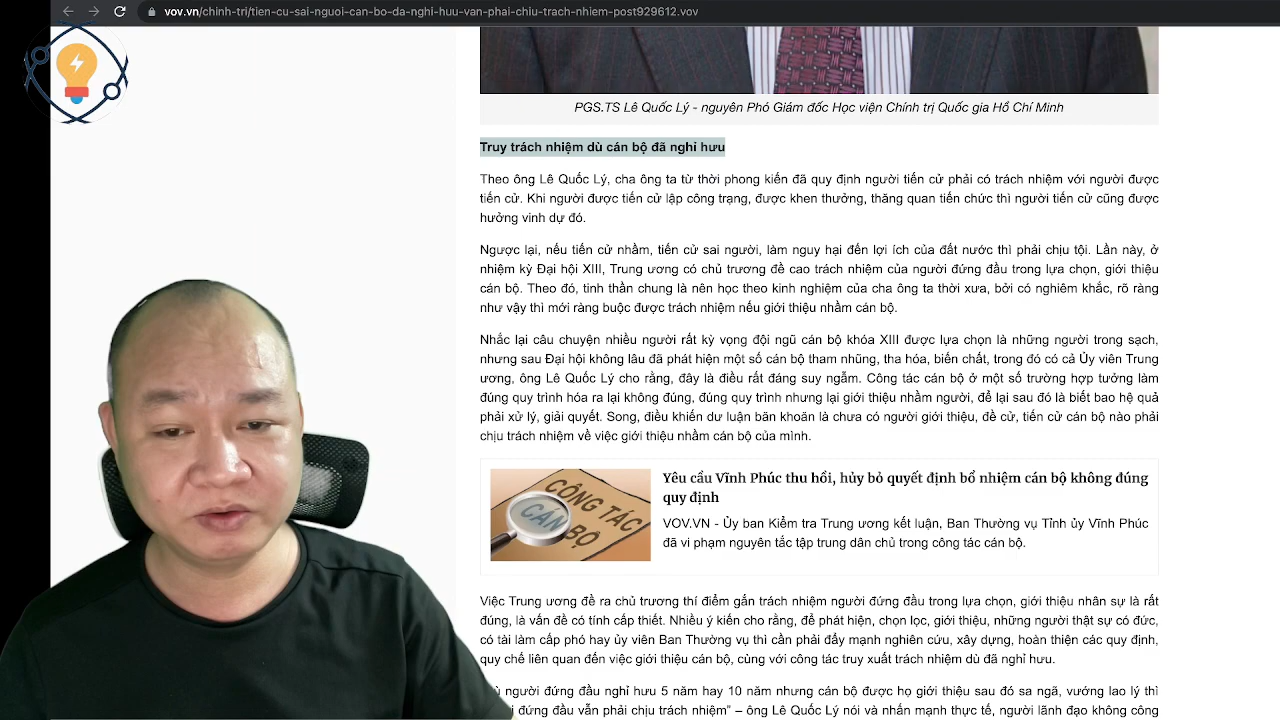 vov.vn/chinh-tri/tien-cu-sai-nguoi-can-bo-da-nghi-huu-van-phai-chiu-trach-nhiem-post929612.vov
PGS.TS Lê Quốc Lý - nguyên Phó Giám đốc Học viện Chính trị Quốc gia Hồ Chí Minh
Truy trách nhiệm dù cán bộ đã nghỉ hưu
Theo ông Lê Quốc Lý, cha ông ta từ thời phong kiến đã quy định người tiến cử phải có trách nhiệm với người được
tiến cử. Khi người được tiến cử lập công trạng, được khen thưởng, thăng quan tiến chức thì người tiến cử cũng được
hưởng vinh dự đó.
Ngược lại, nếu tiến cử nhầm, tiến cử sai người, làm nguy hại đến lợi ích của đất nước thì phải chịu tội. Lần này, ở
nhiệm kỳ Đại hội XIII, Trung ương có chủ trương đề cao trách nhiệm của người đứng đầu trong lựa chọn, giới thiệu
cán bộ. Theo đó, tinh thần chung là nên học theo kinh nghiệm của cha ông ta thời xưa, bởi có nghiêm khắc, rõ ràng
như vậy thì mới ràng buộc được trách nhiệm nếu giới thiệu nhầm cán bộ.
Nhắc lại câu chuyện nhiều người rất kỳ vọng đội ngũ cán bộ khóa XIII được lựa chọn là những người trong sạch,
nhưng sau Đại hội không lâu đã phát hiện một số cán bộ tham nhũng, tha hóa, biến chất, trong đó có cả Ủy viên Trung
ương, ông Lê Quốc Lý cho rằng, đây là điều rất đáng suy ngẫm. Công tác cán bộ ở một số trường hợp tưởng làm
đúng quy trình hóa ra lại không đúng, đúng quy trình nhưng lại giới thiệu nhầm người, để lại sau đó là biết bao hệ quả
phải xử lý, giải quyết. Song, điều khiến dư luận băn khoăn là chưa có người giới thiệu, đề cử, tiến cử cán bộ nào phải
chịu trách nhiệm về việc giới thiệu nhầm cán bộ của mình.
CÔNG TÁC
CÁN BỘ
Yêu cầu Vĩnh Phúc thu hồi, hủy bỏ quyết định bổ nhiệm cán bộ không đúng
quy định
VOV.VN - Ủy ban Kiểm tra Trung ương kết luận, Ban Thường vụ Tỉnh ủy Vĩnh Phúc
đã vi phạm nguyên tắc tập trung dân chủ trong công tác cán bộ.
Việc Trung ương đề ra chủ trương thí điểm gắn trách nhiệm người đứng đầu trong lựa chọn, giới thiệu nhân sự là rất
đúng, là vấn đề có tính cấp thiết. Nhiều ý kiến cho rằng, để phát hiện, chọn lọc, giới thiệu, những người thật sự có đức,
có tài làm cấp phó hay ủy viên Ban Thường vụ thì cần phải đẩy mạnh nghiên cứu, xây dựng, hoàn thiện các quy định,
quy chế liên quan đến việc giới thiệu cán bộ, cùng với công tác truy xuất trách nhiệm dù đã nghỉ hưu.
người đứng đầu nghỉ hưu 5 năm hay 10 năm nhưng cán bộ được họ giới thiệu sau đó sa ngã, vướng lao lý thì
đứng đầu vẫn phải chịu trách nhiệm" – ông Lê Quốc Lý nói và nhấn mạnh thực tế, người lãnh đạo không công